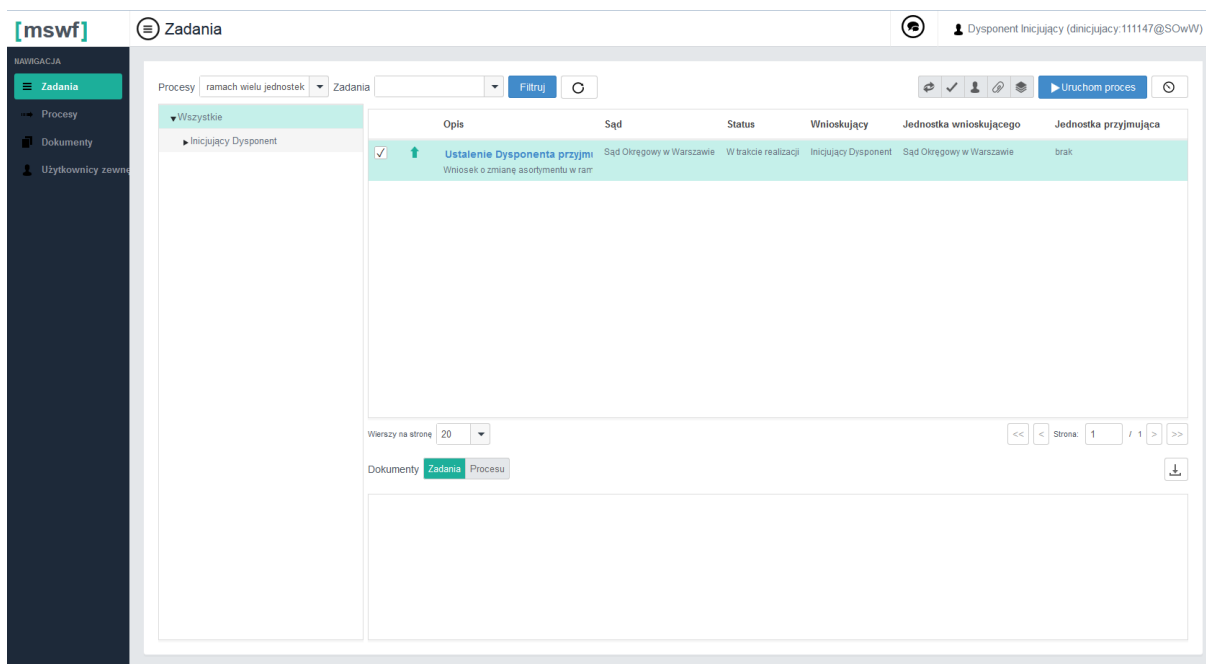 [mswf]
Zadania
Dysponent Inicjujący (dinicjujacy:111147@SOwW)
NAWIGACJA
Zadania
Procesy
Dokumenty
Użytkownicy zewnę
Procesy ramach wielu jednostek Zadania Filtruj Uruchom proces
Wszystkie
Inicjujący Dysponent
Opis Sąd Status Wnioskujący Jednostka wnioskującego Jednostka przyjmująca
Ustalenie Dysponenta przyjmu Sąd Okręgowy w Warszawie W trakcie realizacji Inicjujący Dysponent Sąd Okręgowy w Warszawie brak
Wniosek o zmianę asortymentu w ram
Wierszy na stronę 20 << < Strona: 1 / 1 > >>
Dokumenty Zadania Procesu